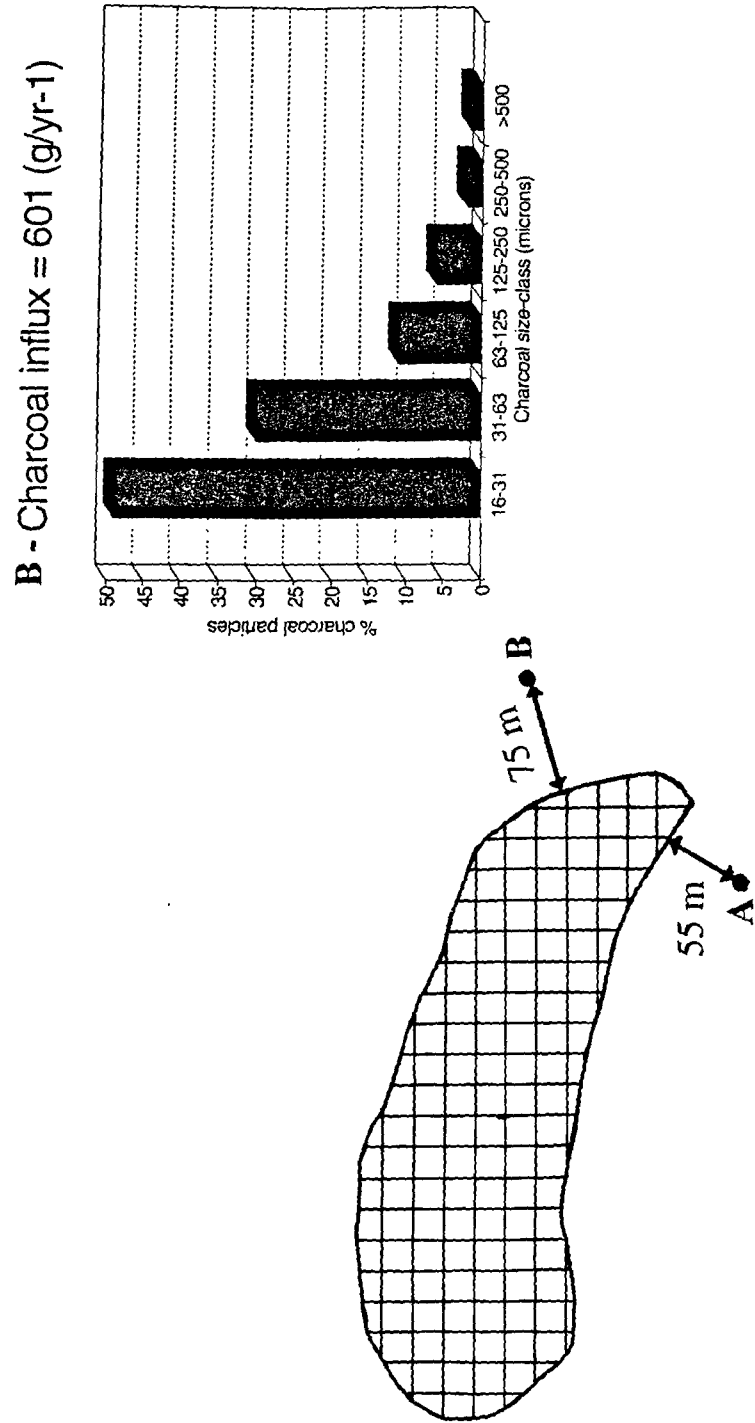 B - Charcoal influx = 601 (g/yr-1)
% charcoal particles
50
45
40
35
30
25
20
15
10
5
0
16-31
31-63
63-125
125-250
250-500
>500
Charcoal size-class (microns)
75 m
B
55 m
A